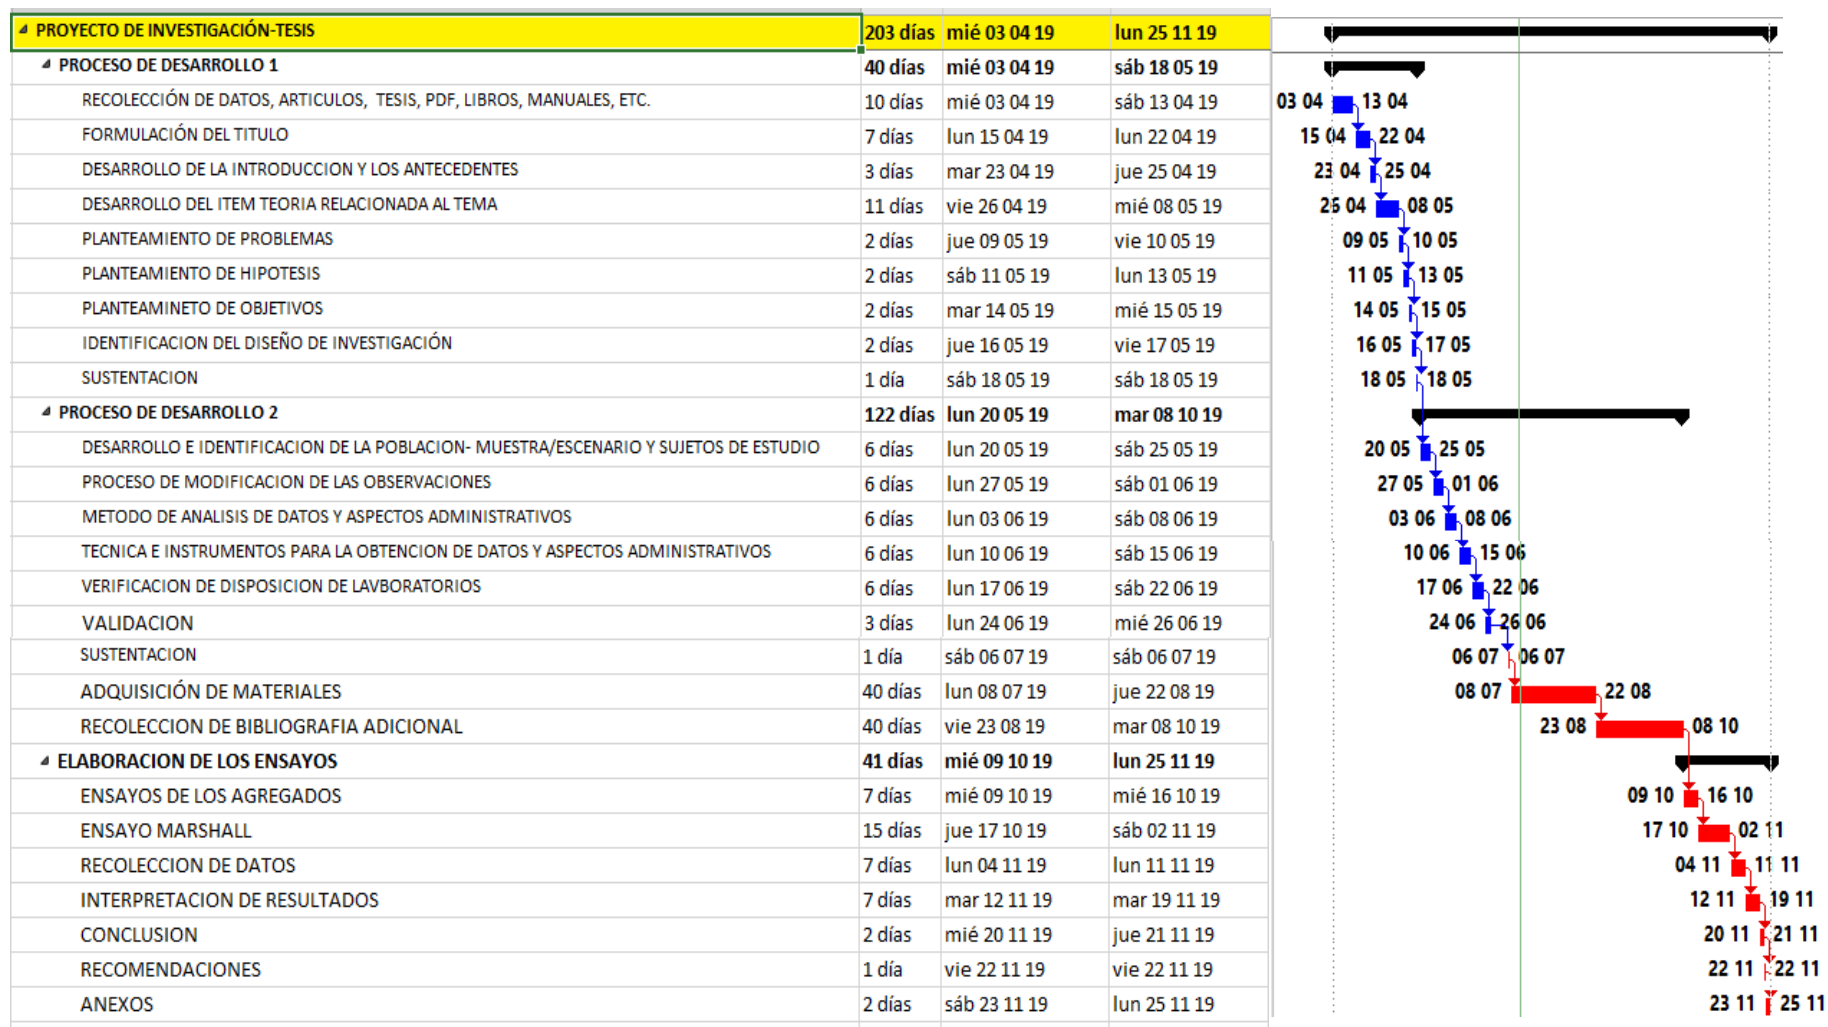 PROYECTO DE INVESTIGACIÓN-TESIS 203 días mié 03 04 19 lun 25 11 19
PROCESO DE DESARROLLO 1 40 días mié 03 04 19 sáb 18 05 19
RECOLECCIÓN DE DATOS, ARTICULOS, TESIS, PDF, LIBROS, MANUALES, ETC. 10 días mié 03 04 19 sáb 13 04 19 03 04 13 04
FORMULACIÓN DEL TITULO 7 días lun 15 04 19 lun 22 04 19 15 04 22 04
DESARROLLO DE LA INTRODUCCION Y LOS ANTECEDENTES 3 días mar 23 04 19 jue 25 04 19 23 04 25 04
DESARROLLO DEL ITEM TEORIA RELACIONADA AL TEMA 11 días vie 26 04 19 mié 08 05 19 26 04 08 05
PLANTEAMIENTO DE PROBLEMAS 2 días jue 09 05 19 vie 10 05 19 09 05 10 05
PLANTEAMIENTO DE HIPOTESIS 2 días sáb 11 05 19 lun 13 05 19 11 05 13 05
PLANTEAMINETO DE OBJETIVOS 2 días mar 14 05 19 mié 15 05 19 14 05 15 05
IDENTIFICACION DEL DISEÑO DE INVESTIGACIÓN 2 días jue 16 05 19 vie 17 05 19 16 05 17 05
SUSTENTACION 1 día sáb 18 05 19 sáb 18 05 19 18 05 18 05
PROCESO DE DESARROLLO 2 122 días lun 20 05 19 mar 08 10 19
DESARROLLO E IDENTIFICACION DE LA POBLACION- MUESTRA/ESCENARIO Y SUJETOS DE ESTUDIO 6 días lun 20 05 19 sáb 25 05 19 20 05 25 05
PROCESO DE MODIFICACION DE LAS OBSERVACIONES 6 días lun 27 05 19 sáb 01 06 19 27 05 01 06
METODO DE ANALISIS DE DATOS Y ASPECTOS ADMINISTRATIVOS 6 días lun 03 06 19 sáb 08 06 19 03 06 08 06
TECNICA E INSTRUMENTOS PARA LA OBTENCION DE DATOS Y ASPECTOS ADMINISTRATIVOS 6 días lun 10 06 19 sáb 15 06 19 10 06 15 06
VERIFICACION DE DISPOSICION DE LAVBORATORIOS 6 días lun 17 06 19 sáb 22 06 19 17 06 22 06
VALIDACION 3 días lun 24 06 19 mié 26 06 19 24 06 26 06
SUSTENTACION 1 día sáb 06 07 19 sáb 06 07 19 06 07 06 07
ADQUISICIÓN DE MATERIALES 40 días lun 08 07 19 jue 22 08 19 08 07 22 08
RECOLECCION DE BIBLIOGRAFIA ADICIONAL 40 días vie 23 08 19 mar 08 10 19 23 08 08 10
ELABORACION DE LOS ENSAYOS 41 días mié 09 10 19 lun 25 11 19
ENSAYOS DE LOS AGREGADOS 7 días mié 09 10 19 mié 16 10 19 09 10 16 10
ENSAYO MARSHALL 15 días jue 17 10 19 sáb 02 11 19 17 10 02 11
RECOLECCION DE DATOS 7 días lun 04 11 19 lun 11 11 19 04 11 11 11
INTERPRETACION DE RESULTADOS 7 días mar 12 11 19 mar 19 11 19 12 11 19 11
CONCLUSION 2 días mié 20 11 19 jue 21 11 19 20 11 21 11
RECOMENDACIONES 1 día vie 22 11 19 vie 22 11 19 22 11 22 11
ANEXOS 2 días sáb 23 11 19 lun 25 11 19 23 11 25 11